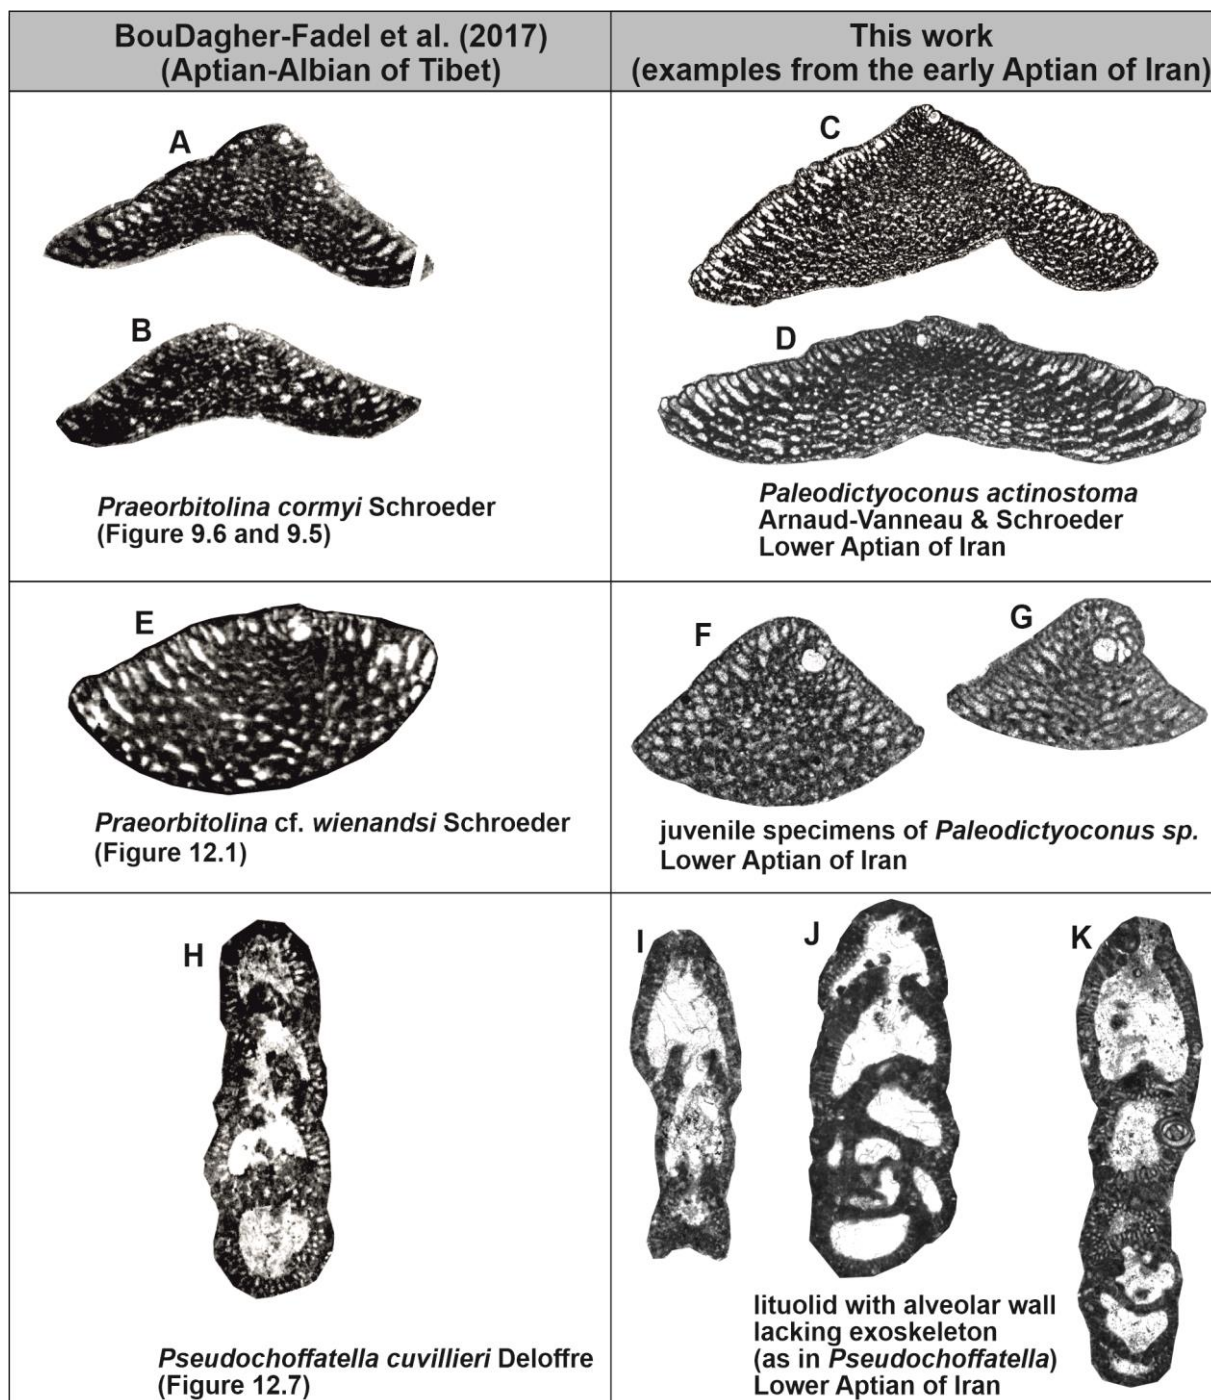 BouDagher-Fadel et al. (2017)
(Aptian-Albian of Tibet)
This work
(examples from the early Aptian of Iran)
A
B
Praeorbitolina cormyi Schroeder
(Figure 9.6 and 9.5)
C
D
Paleodictyoconus actinostoma
Arnaud-Vanneau & Schroeder
Lower Aptian of Iran
E
Praeorbitolina cf. wienandsi Schroeder
(Figure 12.1)
F
G
juvenile specimens of Paleodictyoconus sp.
Lower Aptian of Iran
H
Pseudochoffatella cuvillieri Deloffre
(Figure 12.7)
I
J
K
lituolid with alveolar wall
lacking exoskeleton
(as in Pseudochoffatella)
Lower Aptian of Iran